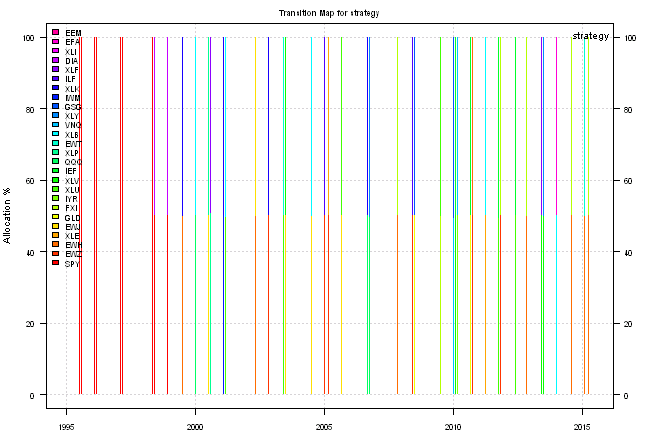 Transition Map for strategy
strategy
EEM
EFA
XLI
DIA
XLF
ILF
XLK
IWM
GSG
XLY
VNQ
XLB
EWT
XLP
QQQ
IEF
XLV
XLU
IYR
FXI
GLD
EWJ
XLE
EWH
EWZ
SPY
100 100
80 80
60 60
40 40
20 20
0 0
Allocation %
1995 2000 2005 2010 2015